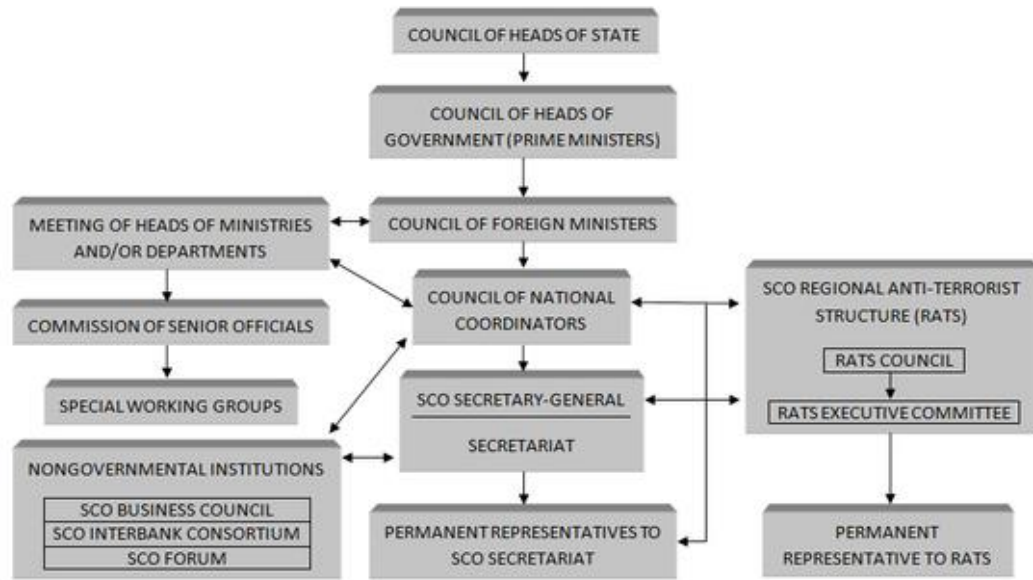 COUNCIL OF HEADS OF STATE
COUNCIL OF HEADS OF
GOVERNMENT (PRIME MINISTERS)
MEETING OF HEADS OF MINISTRIES
AND/OR DEPARTMENTS
COUNCIL OF FOREIGN MINISTERS
COMMISSION OF SENIOR OFFICIALS
COUNCIL OF NATIONAL
COORDINATORS
SCO REGIONAL ANTI-TERRORIST
STRUCTURE (RATS)
RATS COUNCIL
RATS EXECUTIVE COMMITTEE
SPECIAL WORKING GROUPS
SCO SECRETARY-GENERAL
SECRETARIAT
NONGOVERNMENTAL INSTITUTIONS
SCO BUSINESS COUNCIL
SCO INTERBANK CONSORTIUM
SCO FORUM
PERMANENT REPRESENTATIVES TO
SCO SECRETARIAT
PERMANENT
REPRESENTATIVE TO RATS